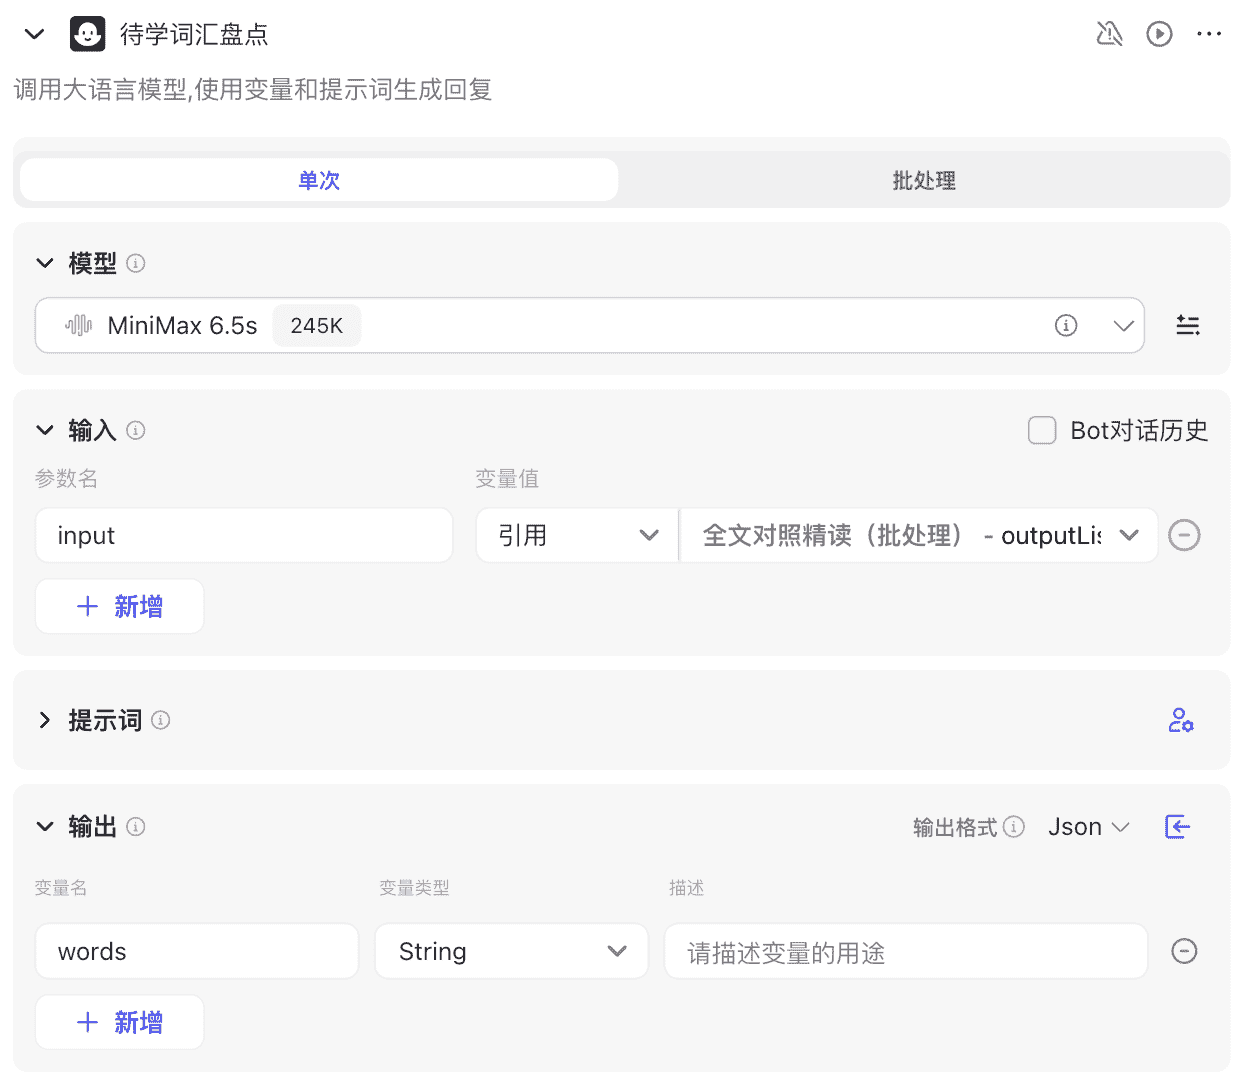 待学词汇盘点
调用大语言模型,使用变量和提示词生成回复
单次 批处理
模型
MiniMax 6.5s 245K
输入 Bot对话历史
参数名 变量值
input 引用 全文对照精读（批处理） - outputLis
+ 新增
提示词
输出 输出格式 Json
变量名 变量类型 描述
words String 请描述变量的用途
+ 新增